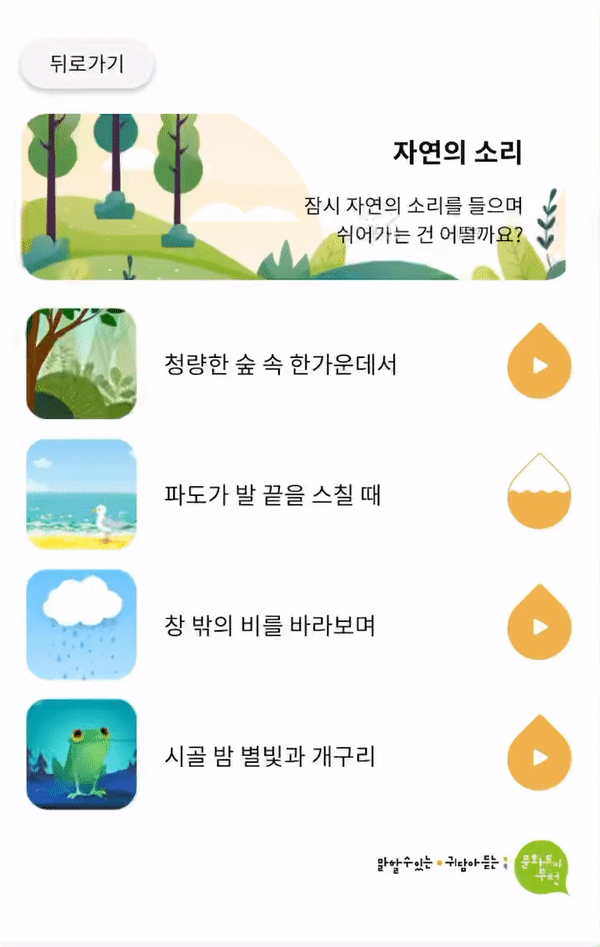 뒤로가기
자연의 소리
잠시 자연의 소리를 들으며
쉬어가는 건 어떨까요?
청량한 숲 속 한가운데서
파도가 발 끝을 스칠 때
창 밖의 비를 바라보며
시골 밤 별빛과 개구리
말할 수 있는 귀담아 듣는
문화도시
부천